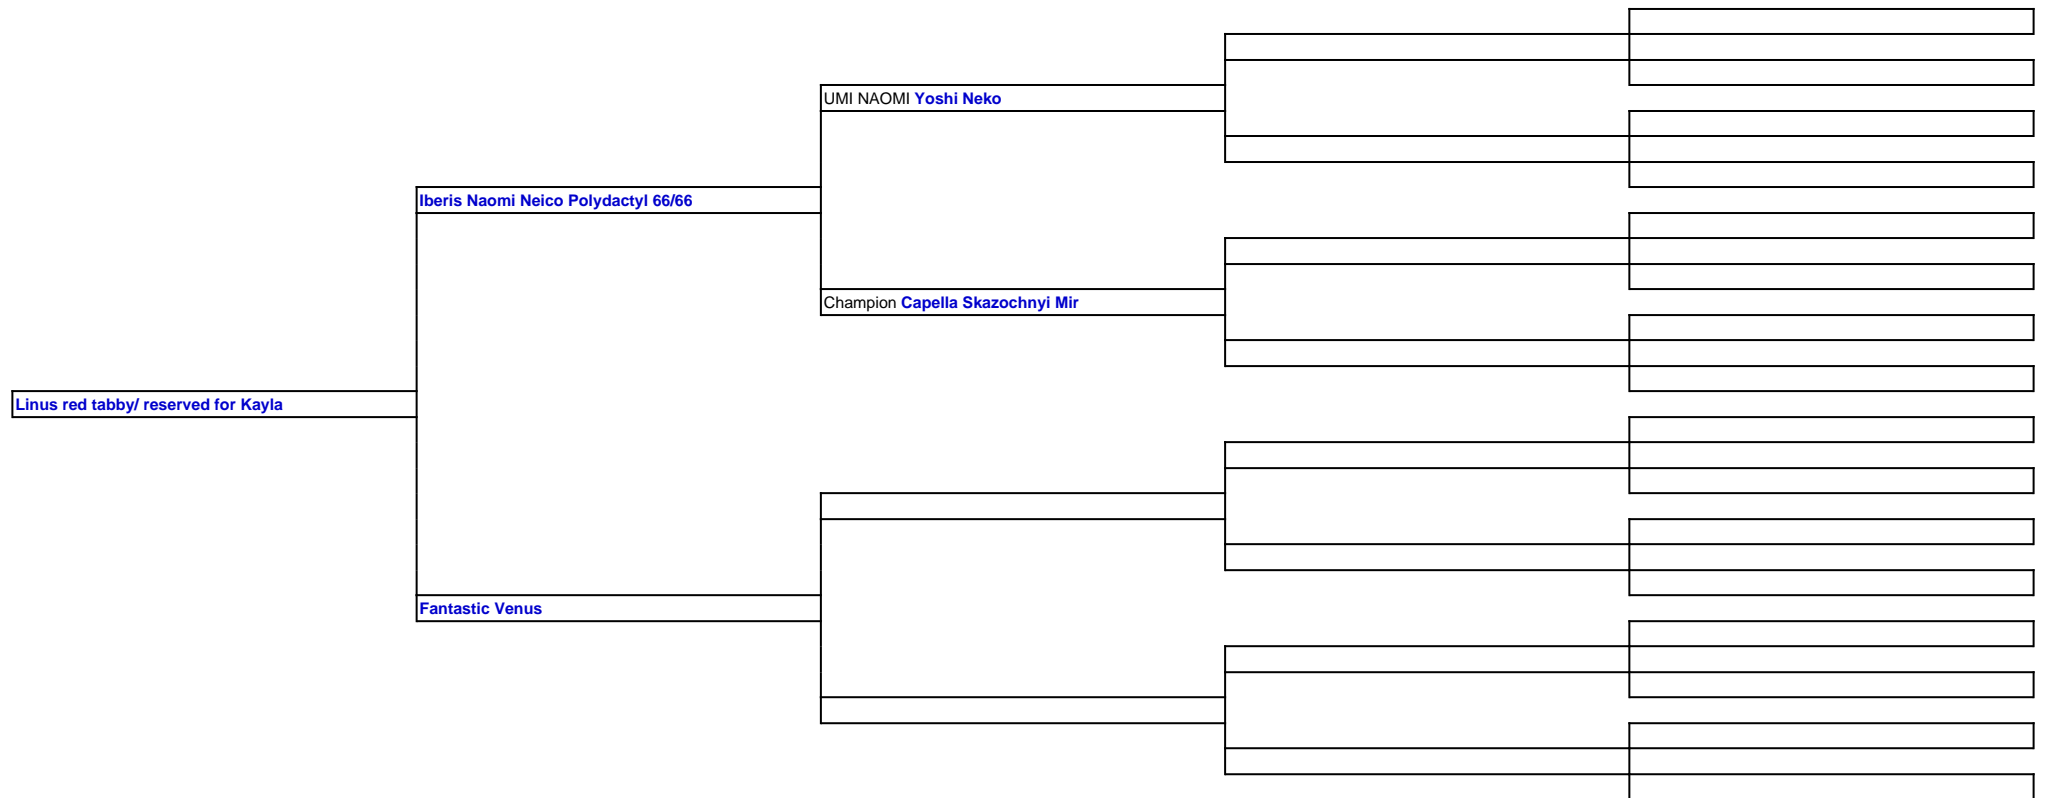 UMI NAOMI Yoshi Neko
Iberis Naomi Neico Polydactyl 66/66
Champion Capella Skazochnyi Mir
Linus red tabby/ reserved for Kayla
Fantastic Venus